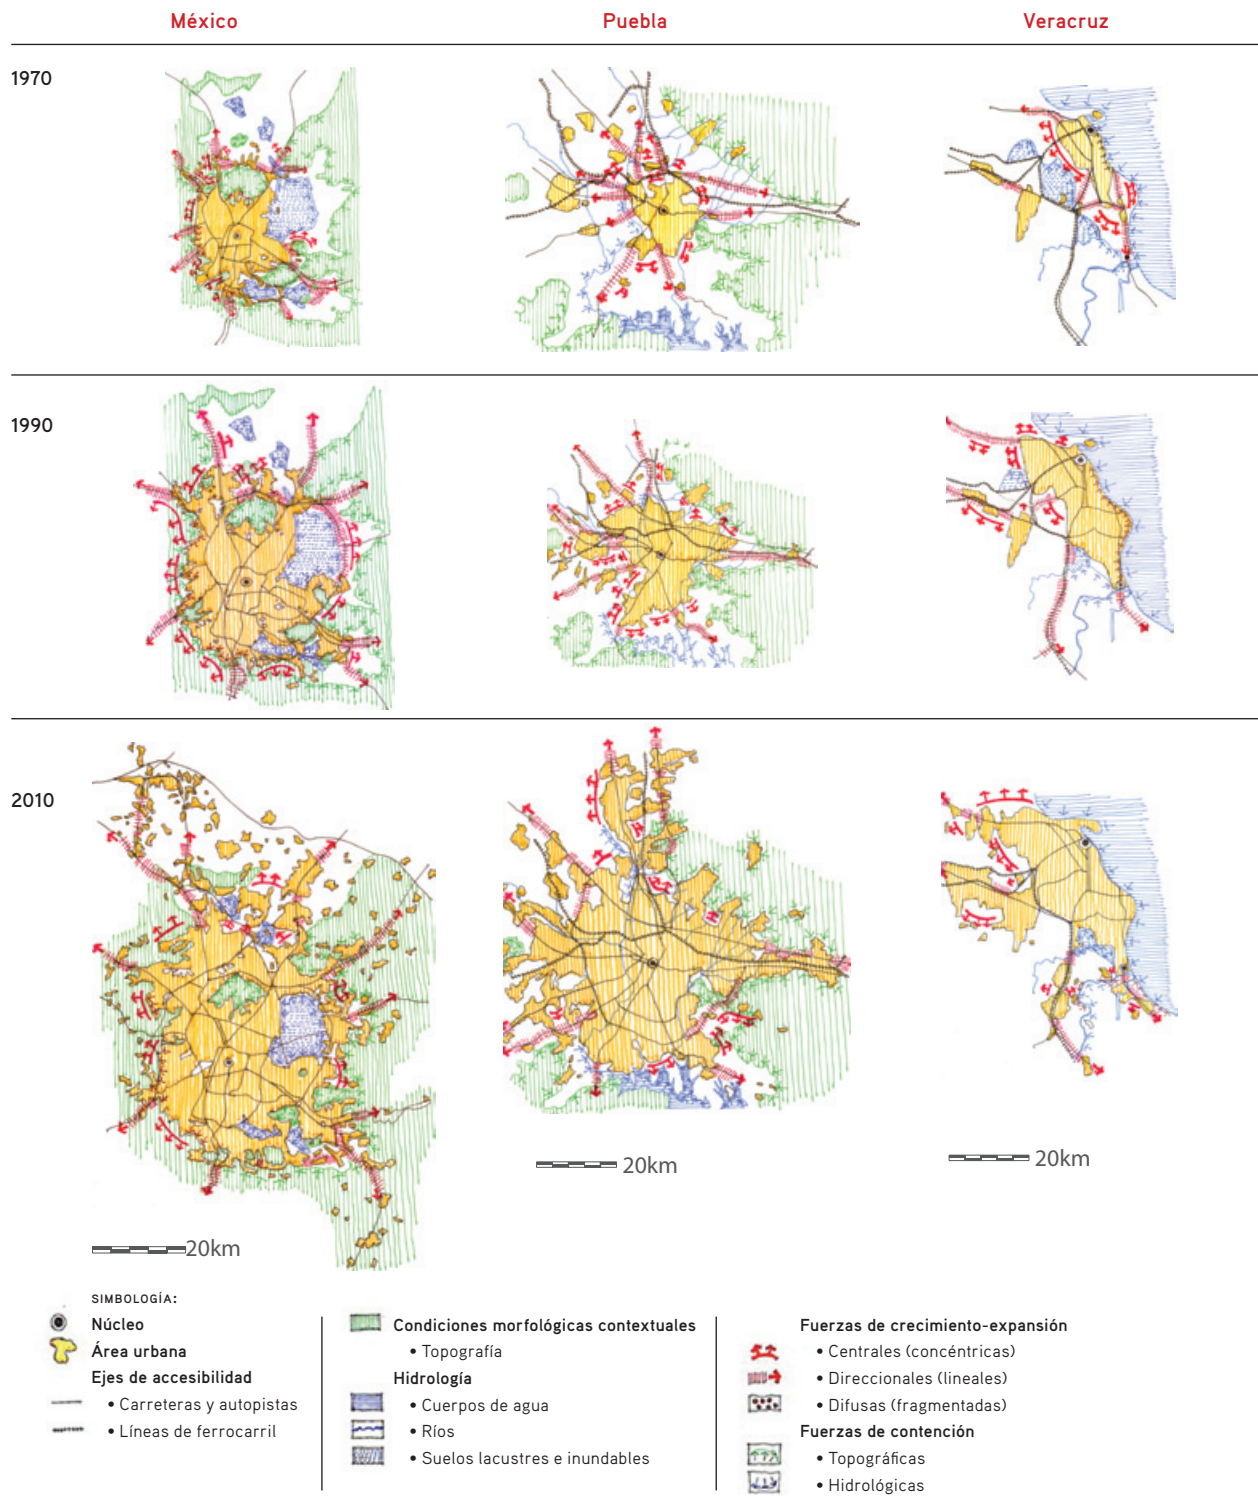 México
Puebla
Veracruz
1970
1990
2010
20km
20km
20km
SIMBOLOGÍA:
Núcleo
Área urbana
Ejes de accesibilidad
• Carreteras y autopistas
• Líneas de ferrocarril
Condiciones morfológicas contextuales
• Topografía
Hidrología
• Cuerpos de agua
• Ríos
• Suelos lacustres e inundables
Fuerzas de crecimiento-expansión
• Centrales (concéntricas)
• Direccionales (lineales)
• Difusas (fragmentadas)
Fuerzas de contención
• Topográficas
• Hidrológicas